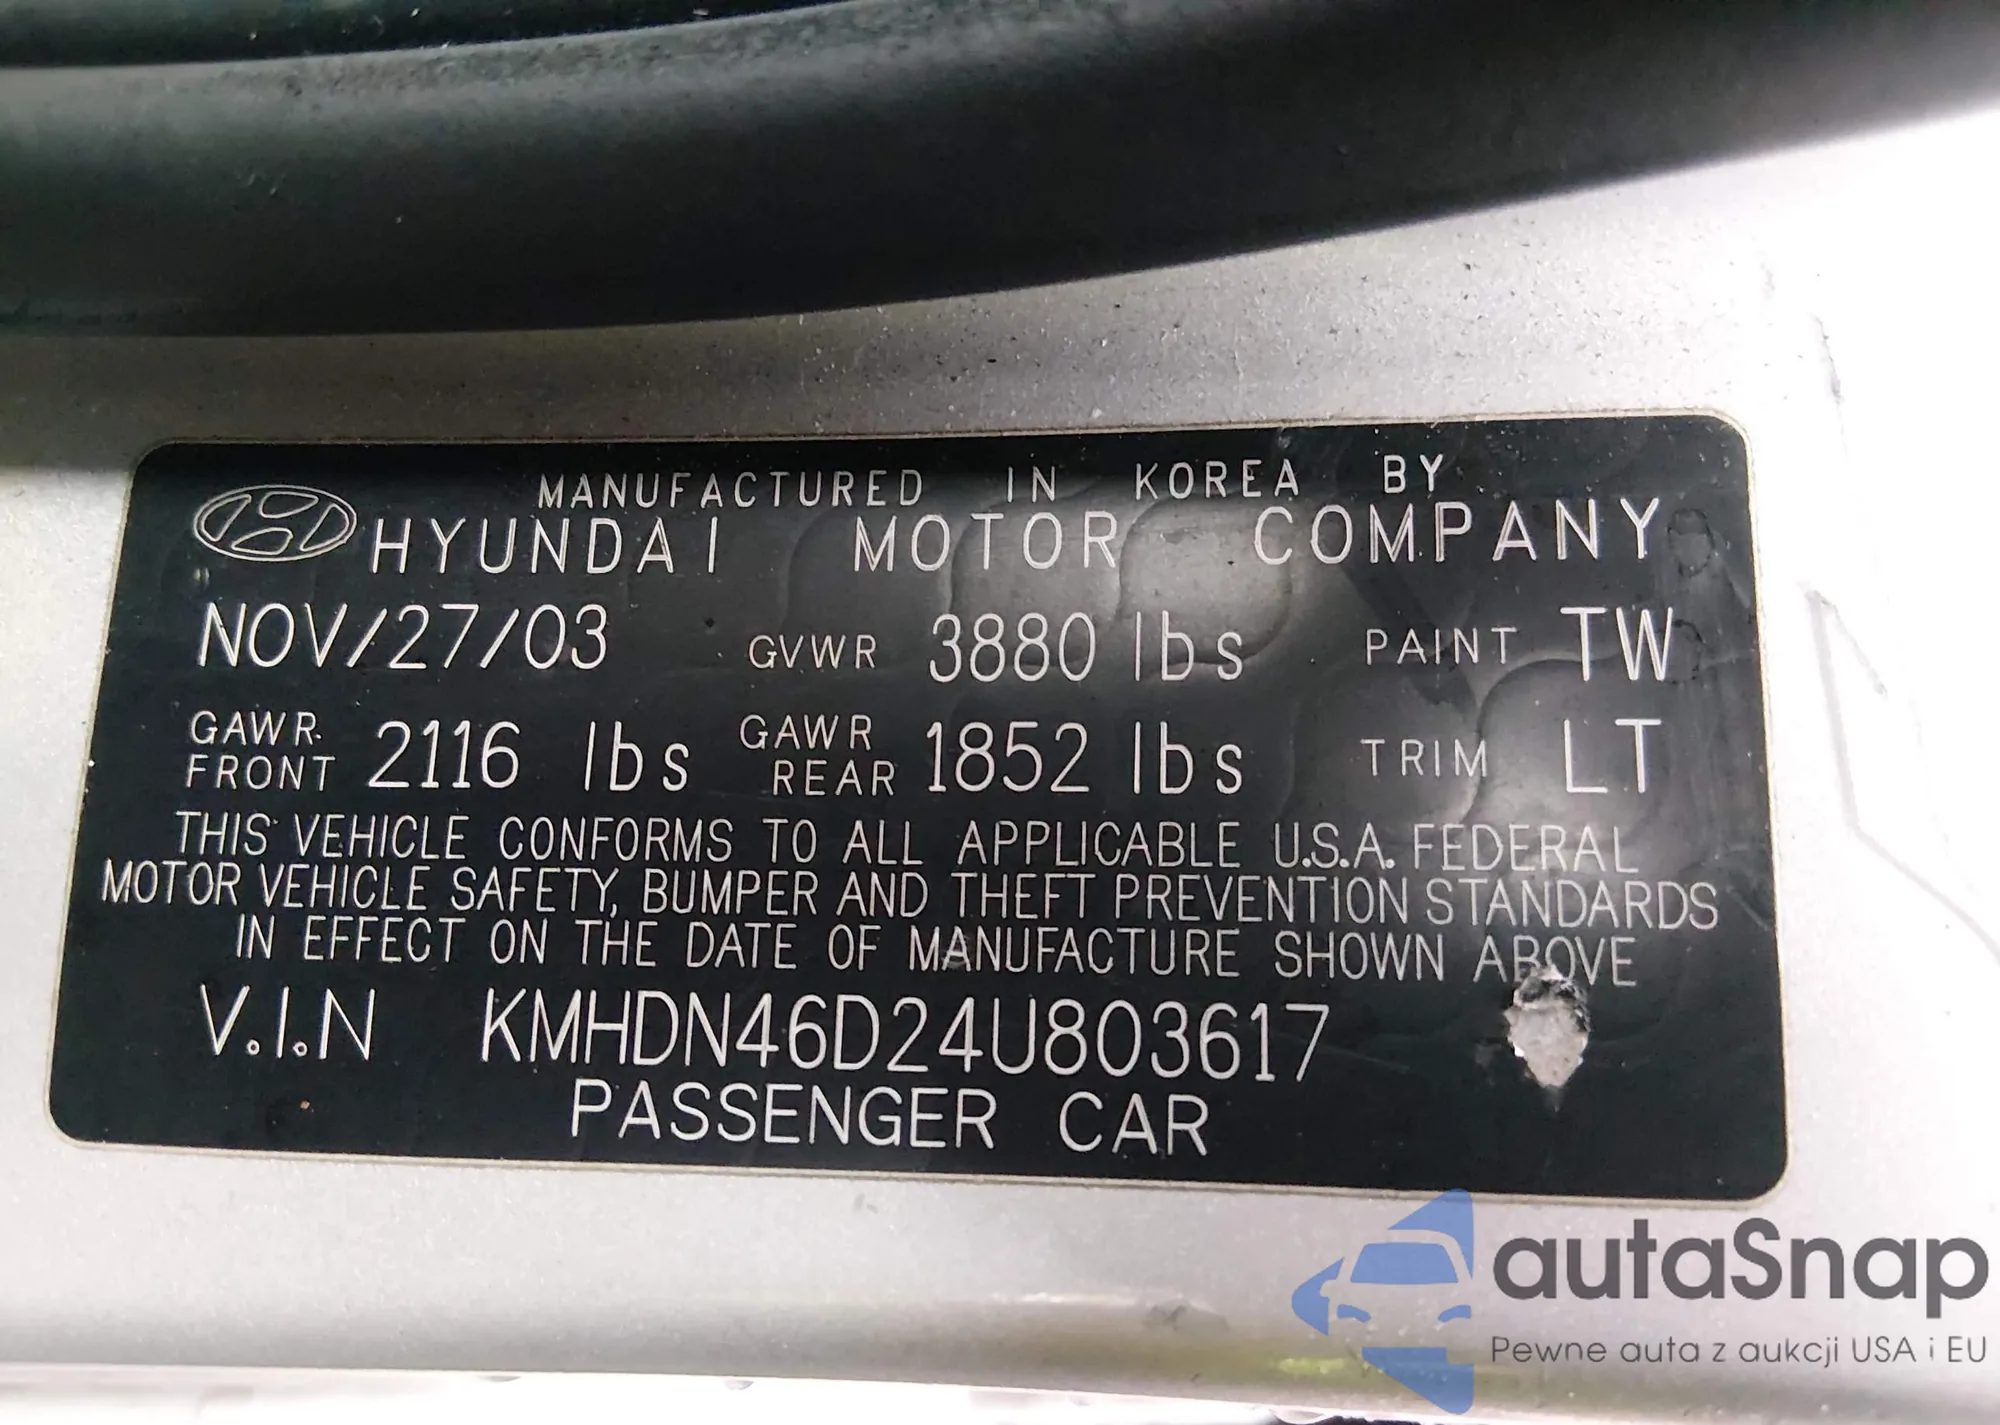 MANUFACTURED IN KOREA BY
HYUNDAI MOTOR COMPANY
NOV/27/03 GVWR 3880 lbs PAINT TW
GAWR FRONT 2116 lbs GAWR REAR 1852 lbs TRIM LT
THIS VEHICLE CONFORMS TO ALL APPLICABLE U.S.A. FEDERAL
MOTOR VEHICLE SAFETY, BUMPER AND THEFT PREVENTION STANDARDS
IN EFFECT ON THE DATE OF MANUFACTURE SHOWN ABOVE
V.I.N KMHDN46D24U803617
PASSENGER CAR
autaSnap
Pewne auta z aukcji USA i EU